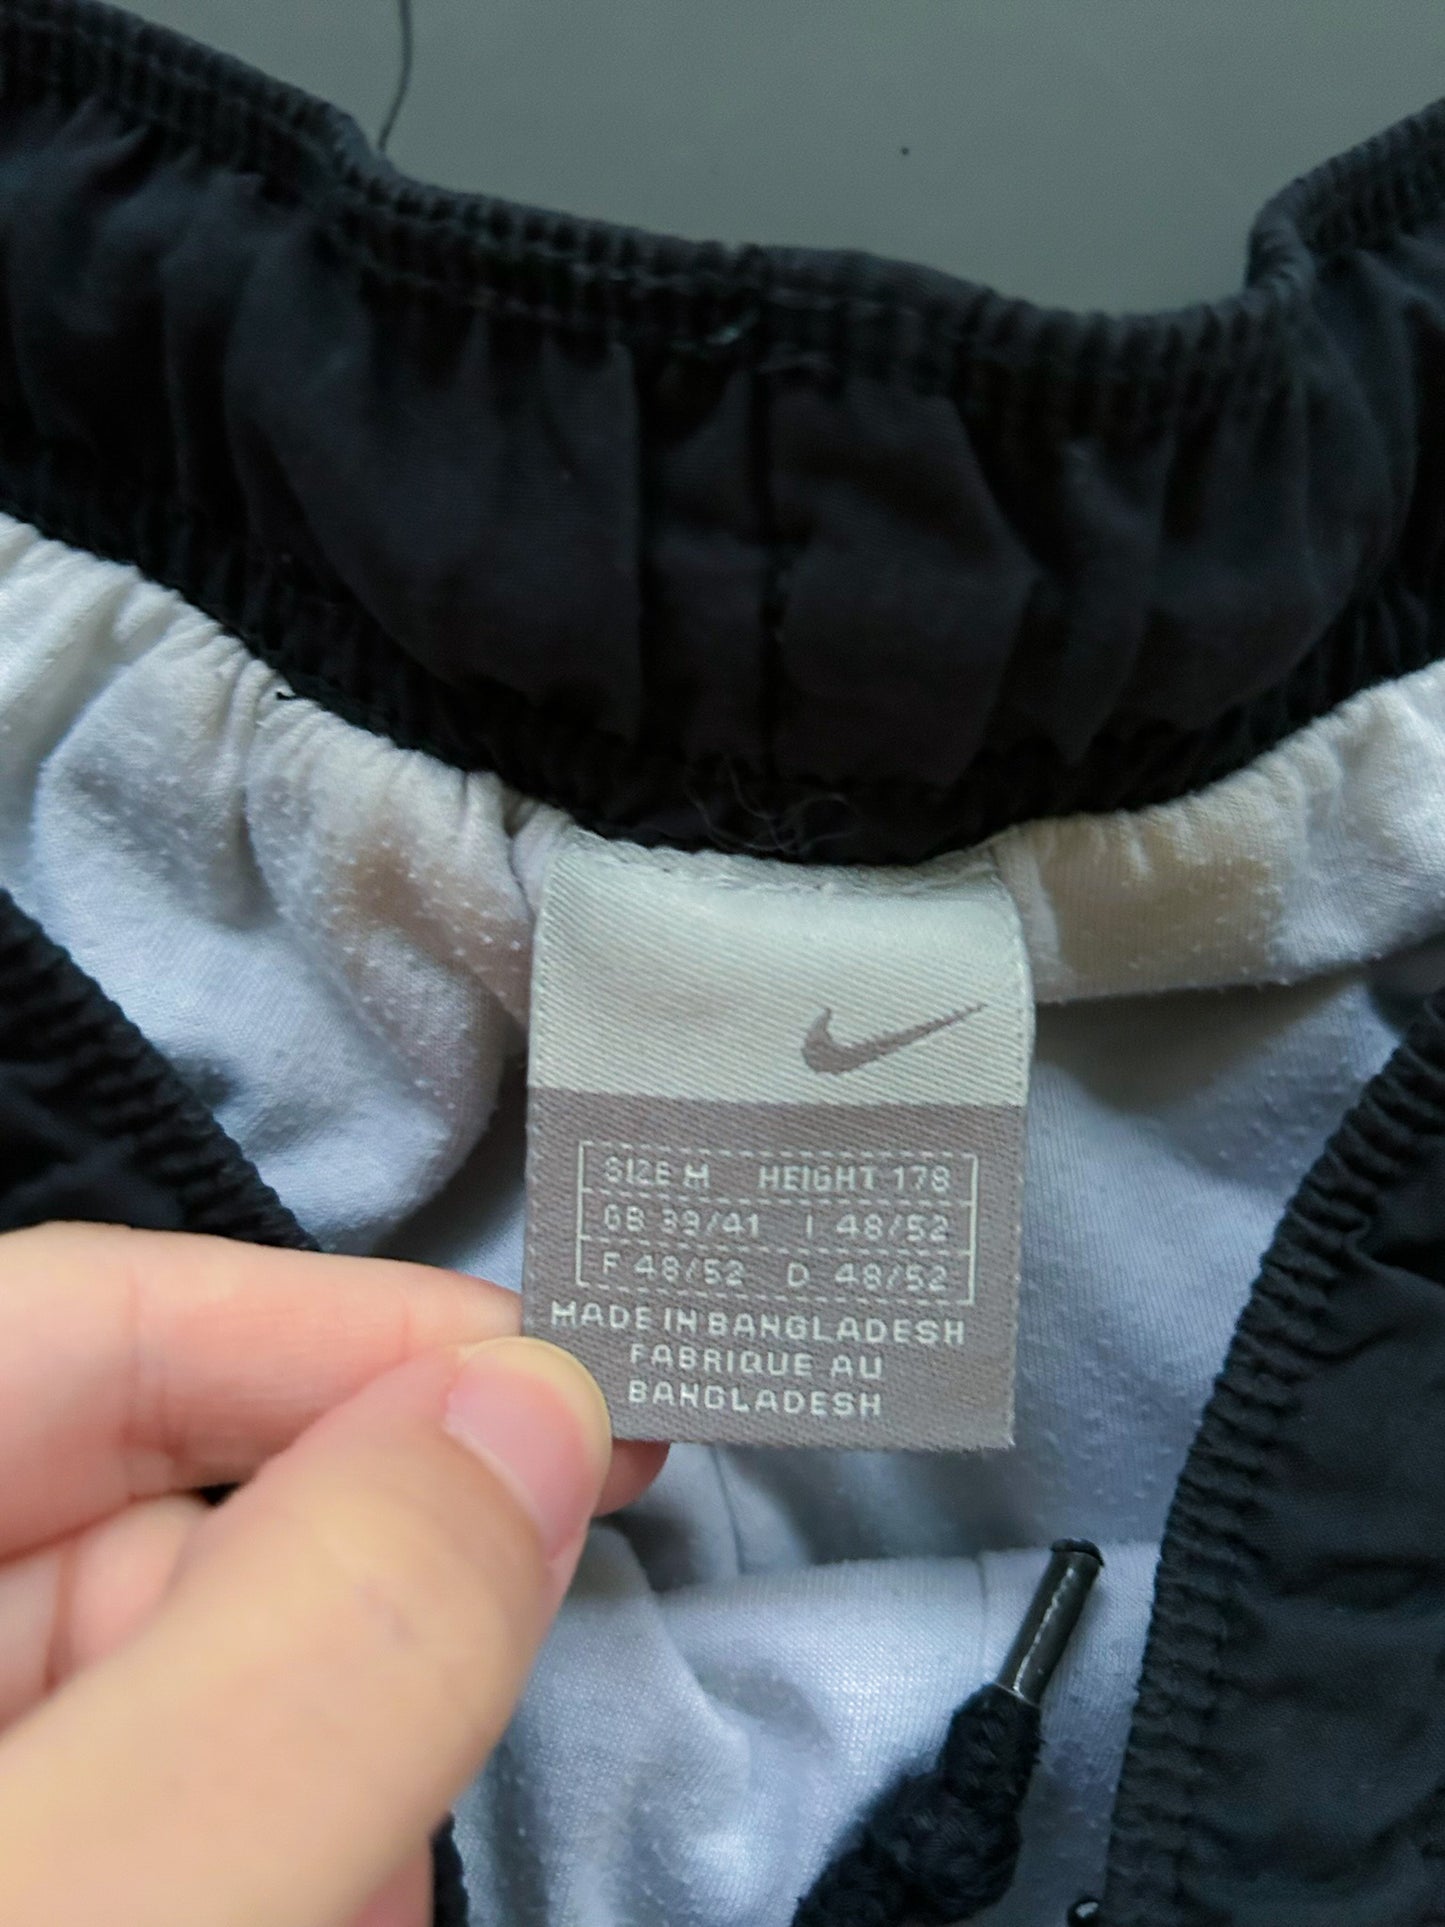 SIZE M HEIGHT 178
GB 39/41 I 48/52
F 48/52 D 48/52
MADE IN BANGLADESH
FABRIQUE AU
BANGLADESH